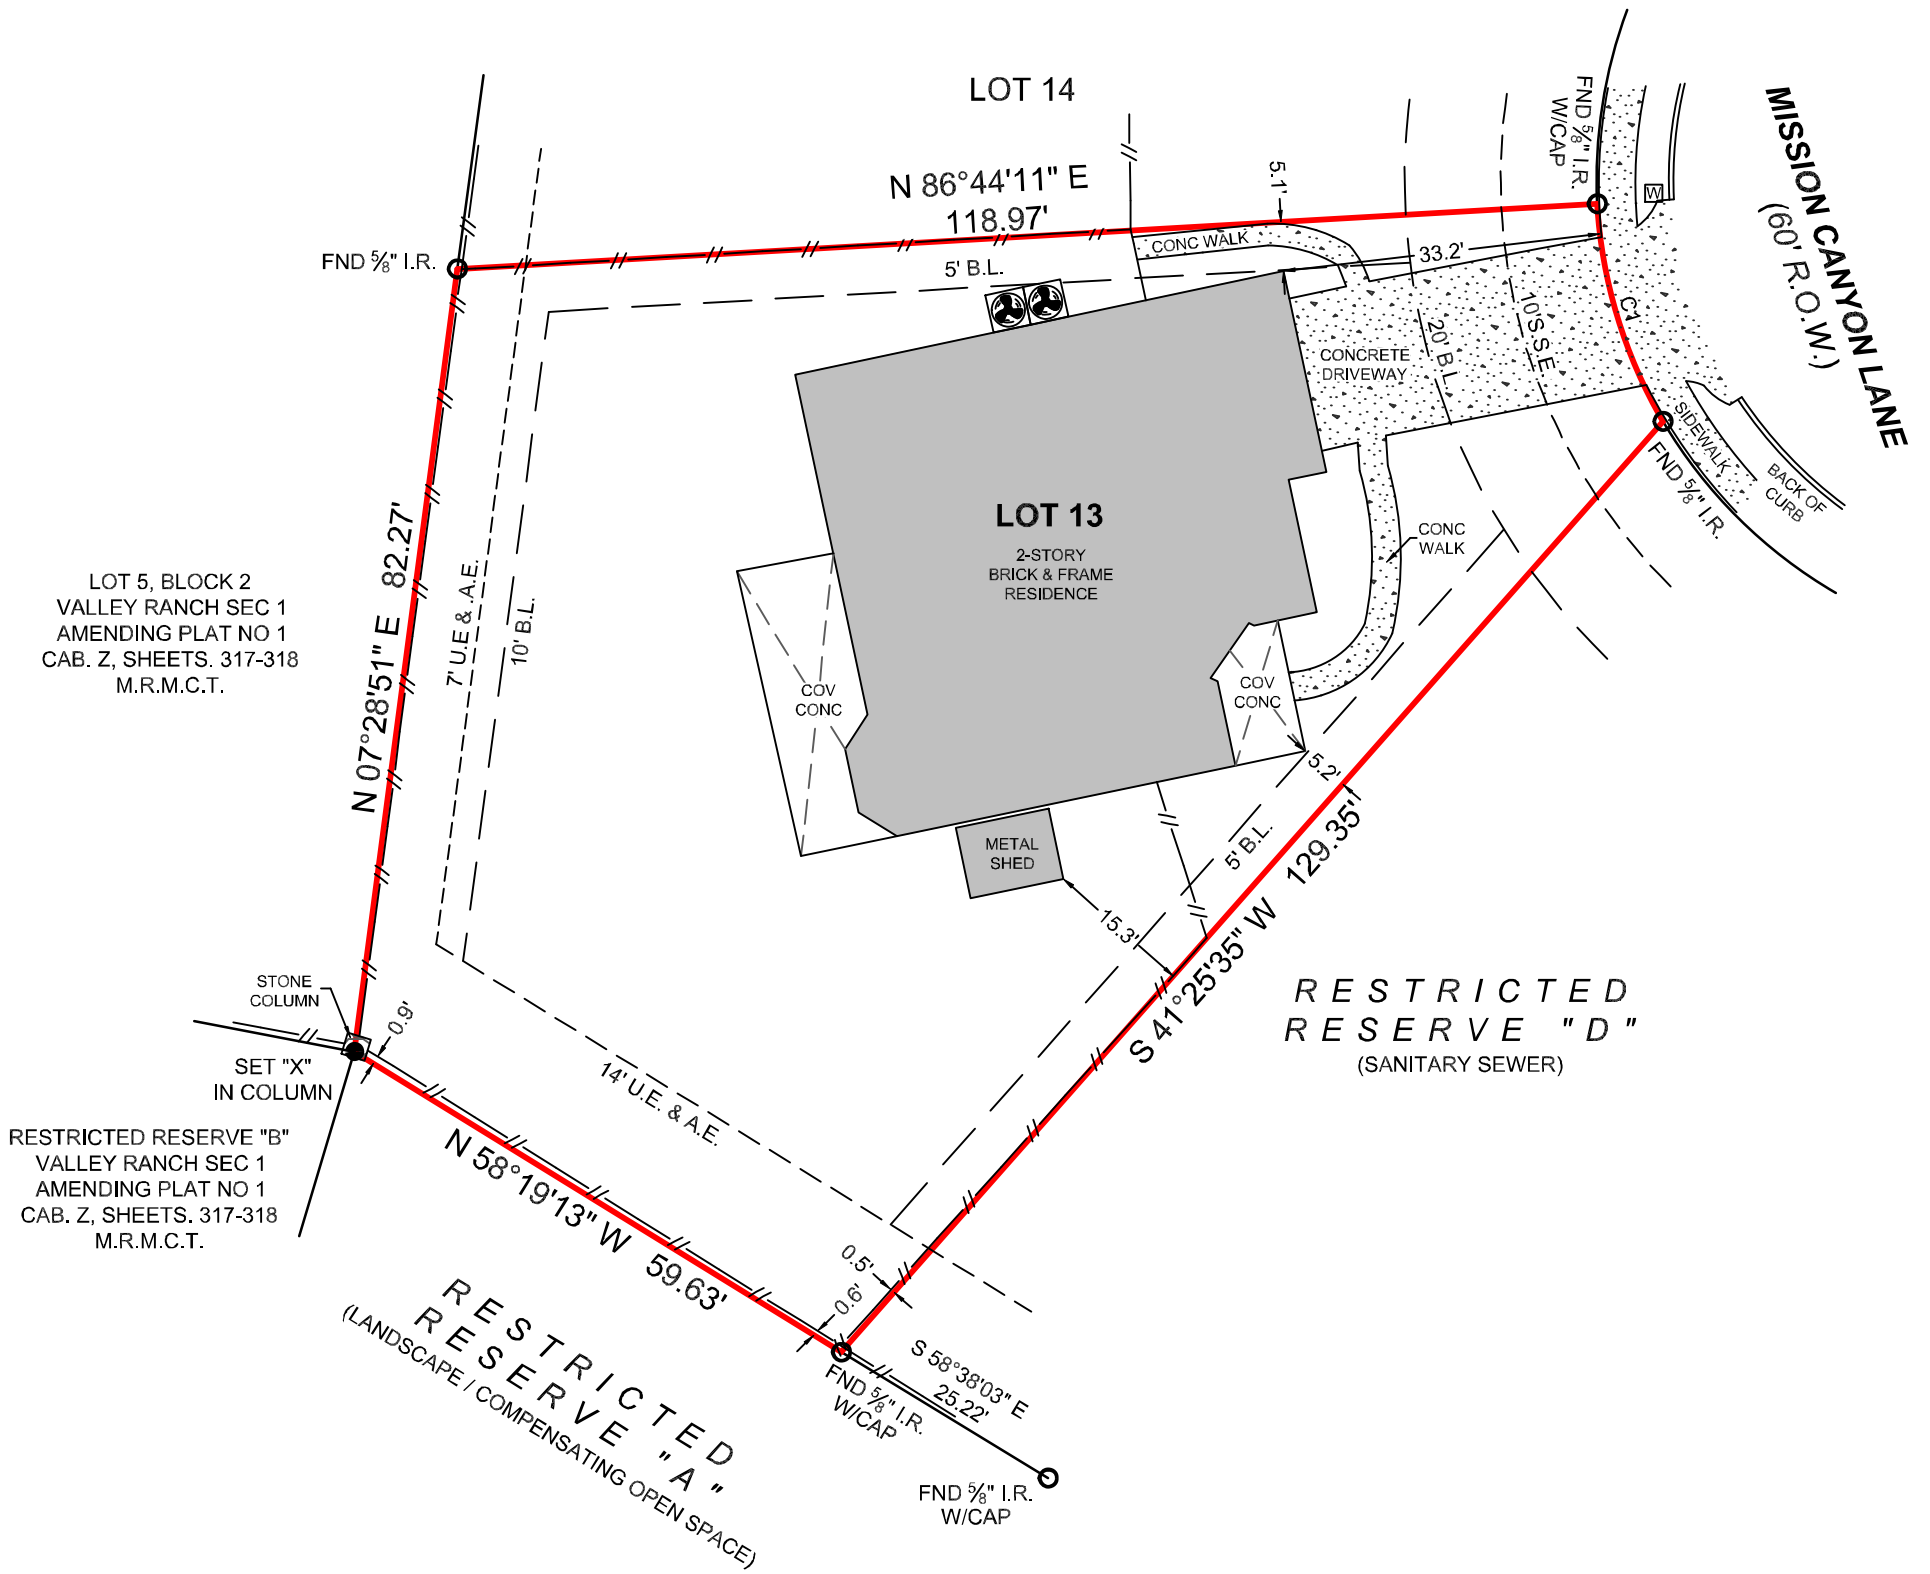 LOT 14
N 86°44'11" E
118.97'
FND ⅝" I.R.
W/CAP
MISSION CANYON LANE
(60' R.O.W.)
W
5.1'
CONC WALK
33.2'
FND ⅝" I.R.
5' B.L.
C1
10' S.S.E.
20' B.L.
CONCRETE
DRIVEWAY
SIDEWALK
BACK OF
CURB
FND ⅝" I.R.
LOT 13
2-STORY
BRICK & FRAME
RESIDENCE
CONC
WALK
N 07°28'51" E 82.27'
7' U.E & .A.E.
10' B.L.
LOT 5, BLOCK 2
VALLEY RANCH SEC 1
AMENDING PLAT NO 1
CAB. Z, SHEETS. 317-318
M.R.M.C.T.
COV
CONC
COV
CONC
5.2'
METAL
SHED
5' B.L.
S 41°25'35" W 129.35'
15.3'
STONE
COLUMN
0.9'
SET "X"
IN COLUMN
RESTRICTED
RESERVE "D"
(SANITARY SEWER)
14' U.E. & A.E.
RESTRICTED RESERVE "B"
VALLEY RANCH SEC 1
AMENDING PLAT NO 1
CAB. Z, SHEETS. 317-318
M.R.M.C.T.
N 58°19'13" W 59.63'
0.5'
0.6'
RESTRICTED
RESERVE "A"
(LANDSCAPE / COMPENSATING OPEN SPACE)
FND ⅝" I.R.
W/CAP
S 58°38'03" E
25.22'
FND ⅝" I.R.
W/CAP